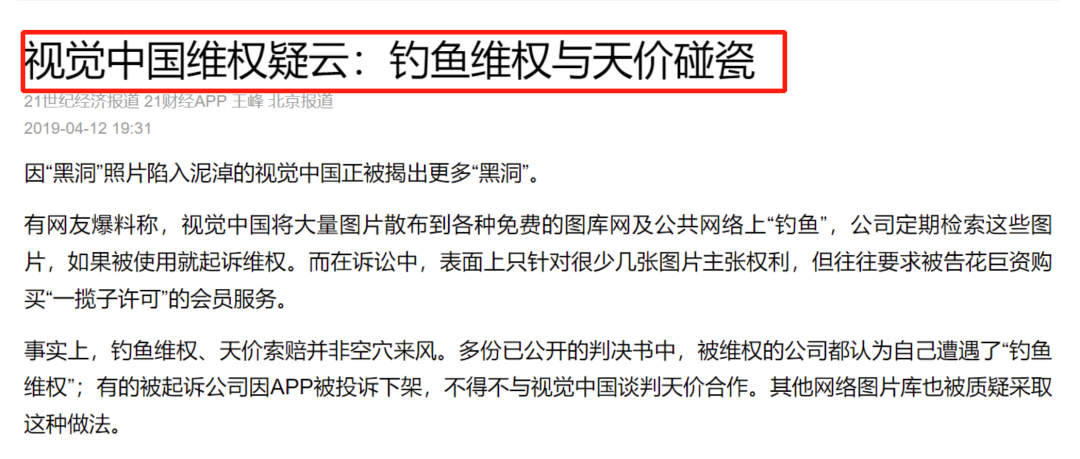 视觉中国维权疑云：钓鱼维权与天价碰瓷
21世纪经济报道 21财经APP 王峰 北京报道
2019-04-12 19:31
因“黑洞”照片陷入泥淖的视觉中国正被揭出更多“黑洞”。
有网友爆料称，视觉中国将大量图片散布到各种免费的图库网及公共网络上“钓鱼”，公司定期检索这些图
片，如果被使用就起诉维权。而在诉讼中，表面上只针对很少几张图片主张权利，但往往要求被告花巨资购
买“一揽子许可”的会员服务。
事实上，钓鱼维权、天价索赔并非空穴来风。多份已公开的判决书中，被维权的公司都认为自己遭遇了“钓鱼
维权”；有的被起诉公司因APP被投诉下架，不得不与视觉中国谈判天价合作。其他网络图片库也被质疑采取
这种做法。